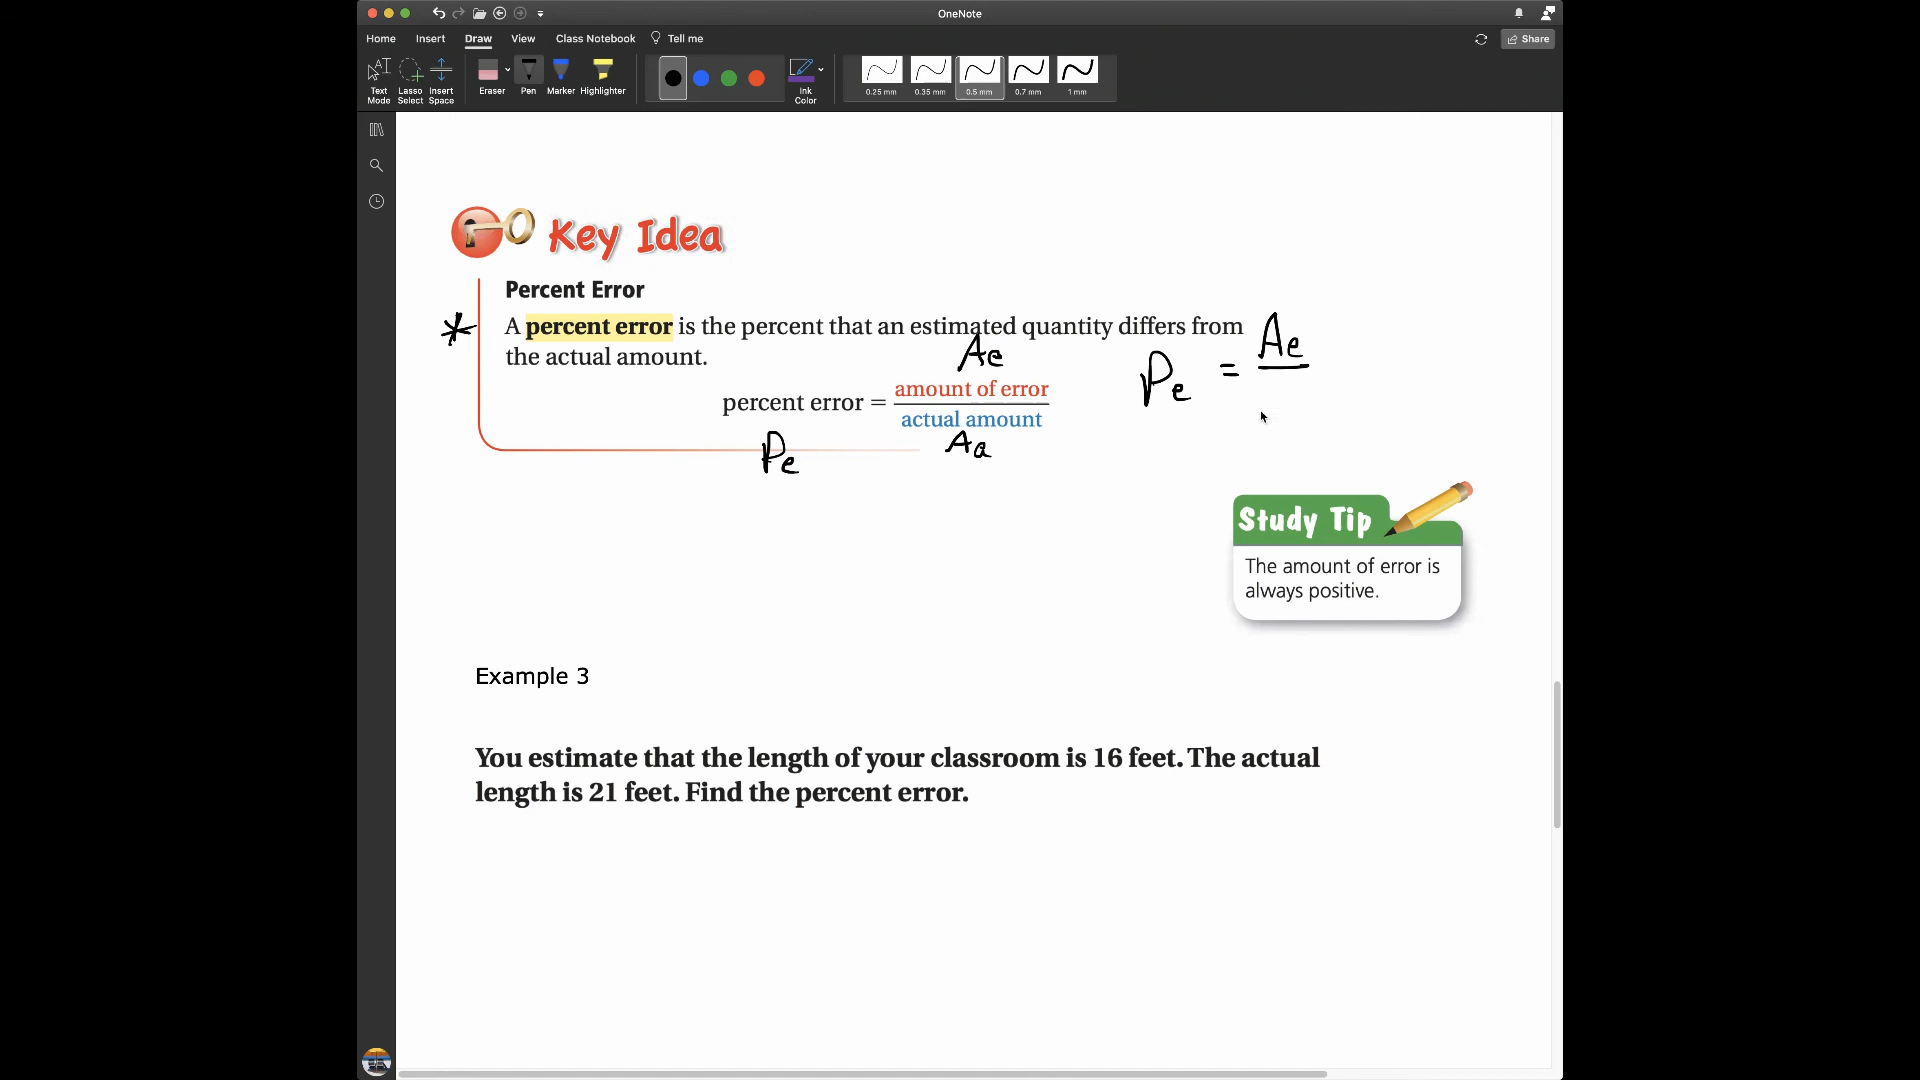 OneNote
Home Insert Draw View Class Notebook Tell me Share
Text Mode Lasso Select Insert Space Eraser Pen Marker Highlighter Ink Color 0.25 mm 0.35 mm 0.5 mm 0.7 mm 1 mm
Key Idea
Percent Error
* A percent error is the percent that an estimated quantity differs from
the actual amount.
Ae
percent error = amount of error / actual amount
Pe
Aa
Pe = Ae
Study Tip
The amount of error is
always positive.
Example 3
You estimate that the length of your classroom is 16 feet. The actual
length is 21 feet. Find the percent error.